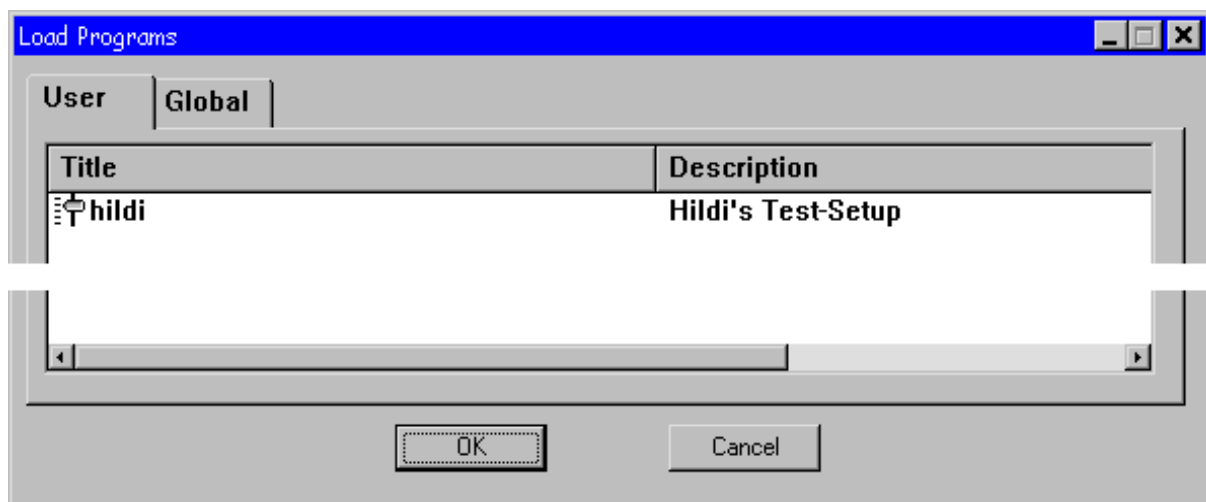 Load Programs
User Global
Title Description
hildi Hildi's Test-Setup
OK Cancel